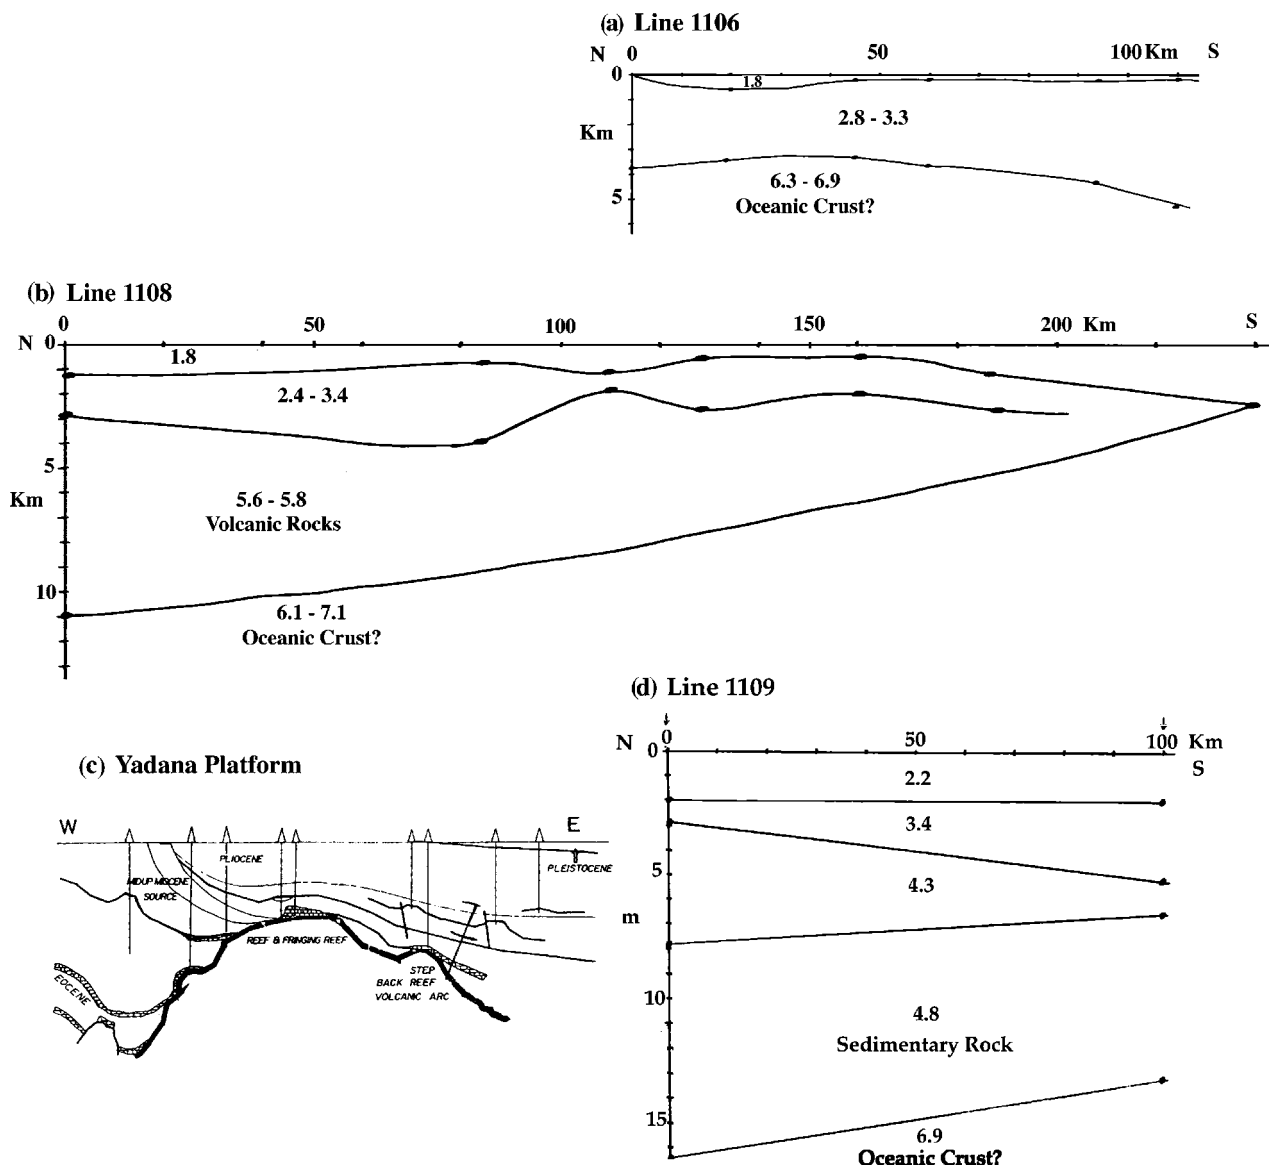 (a) Line 1106
N 0 50 100 Km S
0
1.8
2.8 - 3.3
Km
6.3 - 6.9
5
Oceanic Crust?
(b) Line 1108
0 50 100 150 200 Km S
N 0
1.8
2.4 - 3.4
5
5.6 - 5.8
Km
Volcanic Rocks
10
6.1 - 7.1
Oceanic Crust?
(c) Yadana Platform
W E
PLIOCENE
PLEISTOCENE
MIDUP MISCENE
SOURCE
REEF & FRINGING REEF
EOCENE
STEP
BACK REEF
VOLCANIC ARC
(d) Line 1109
N 0 50 100 Km
0 S
2.2
3.4
5
4.3
m
10
4.8
Sedimentary Rock
15
6.9
Oceanic Crust?